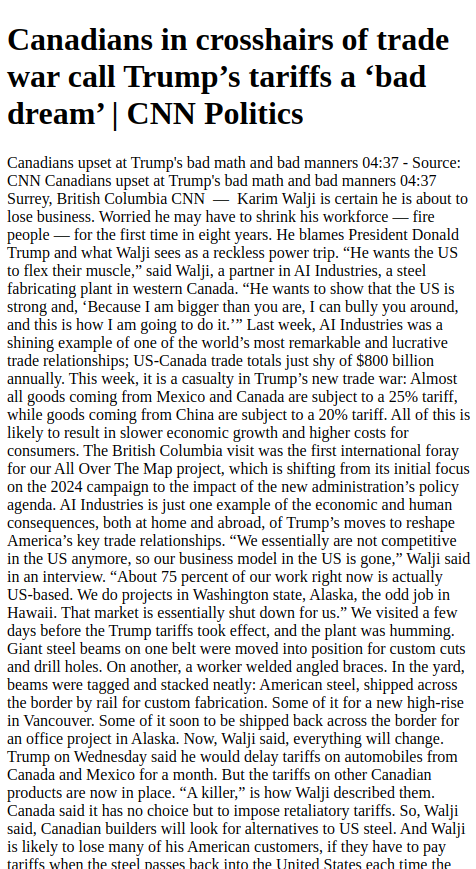 Canadians in crosshairs of trade
war call Trump’s tariffs a ‘bad
dream’ | CNN Politics
Canadians upset at Trump's bad math and bad manners 04:37 - Source:
CNN Canadians upset at Trump's bad math and bad manners 04:37
Surrey, British Columbia CNN  —  Karim Walji is certain he is about to
lose business. Worried he may have to shrink his workforce — fire
people — for the first time in eight years. He blames President Donald
Trump and what Walji sees as a reckless power trip. “He wants the US
to flex their muscle,” said Walji, a partner in AI Industries, a steel
fabricating plant in western Canada. “He wants to show that the US is
strong and, ‘Because I am bigger than you are, I can bully you around,
and this is how I am going to do it.’” Last week, AI Industries was a
shining example of one of the world’s most remarkable and lucrative
trade relationships; US-Canada trade totals just shy of $800 billion
annually. This week, it is a casualty in Trump’s new trade war: Almost
all goods coming from Mexico and Canada are subject to a 25% tariff,
while goods coming from China are subject to a 20% tariff. All of this is
likely to result in slower economic growth and higher costs for
consumers. The British Columbia visit was the first international foray
for our All Over The Map project, which is shifting from its initial focus
on the 2024 campaign to the impact of the new administration’s policy
agenda. AI Industries is just one example of the economic and human
consequences, both at home and abroad, of Trump’s moves to reshape
America’s key trade relationships. “We essentially are not competitive
in the US anymore, so our business model in the US is gone,” Walji said
in an interview. “About 75 percent of our work right now is actually
US-based. We do projects in Washington state, Alaska, the odd job in
Hawaii. That market is essentially shut down for us.” We visited a few
days before the Trump tariffs took effect, and the plant was humming.
Giant steel beams on one belt were moved into position for custom cuts
and drill holes. On another, a worker welded angled braces. In the yard,
beams were tagged and stacked neatly: American steel, shipped across
the border by rail for custom fabrication. Some of it for a new high-rise
in Vancouver. Some of it soon to be shipped back across the border for
an office project in Alaska. Now, Walji said, everything will change.
Trump on Wednesday said he would delay tariffs on automobiles from
Canada and Mexico for a month. But the tariffs on other Canadian
products are now in place. “A killer,” is how Walji described them.
Canada said it has no choice but to impose retaliatory tariffs. So, Walji
said, Canadian builders will look for alternatives to US steel. And Walji
is likely to lose many of his American customers, if they have to pay
tariffs when the steel passes back into the United States each time the